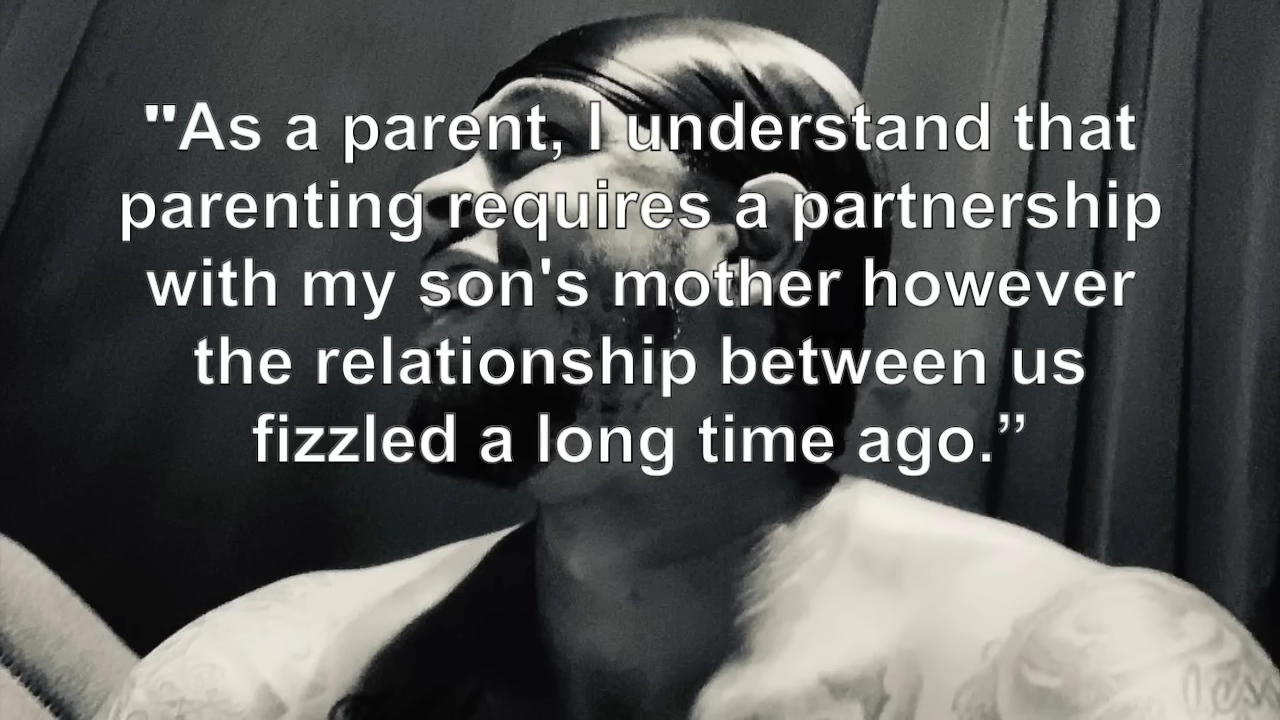 "As a parent, I understand that
parenting requires a partnership
with my son's mother however
the relationship between us
fizzled a long time ago.”